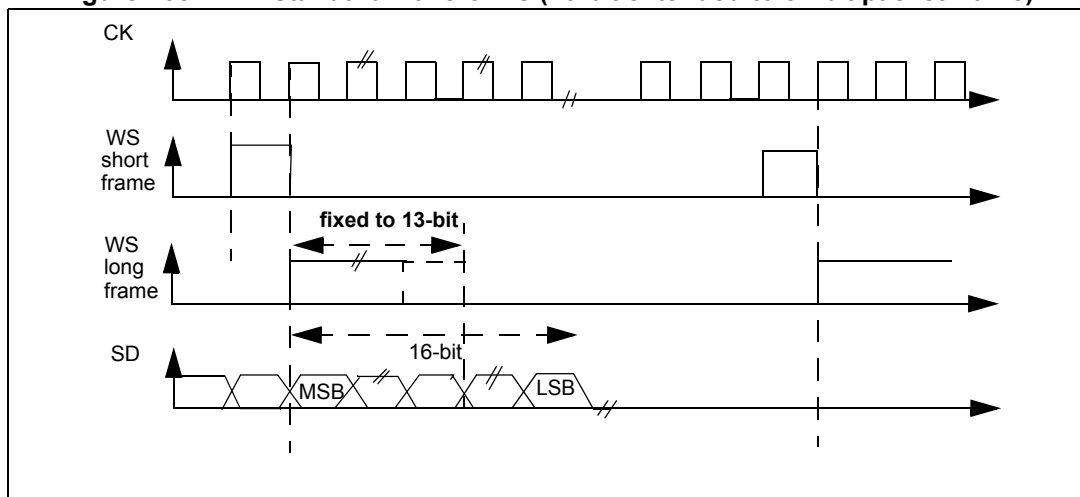 CK
WS
short
frame
fixed to 13-bit
WS
long
frame
16-bit
SD
MSB
LSB